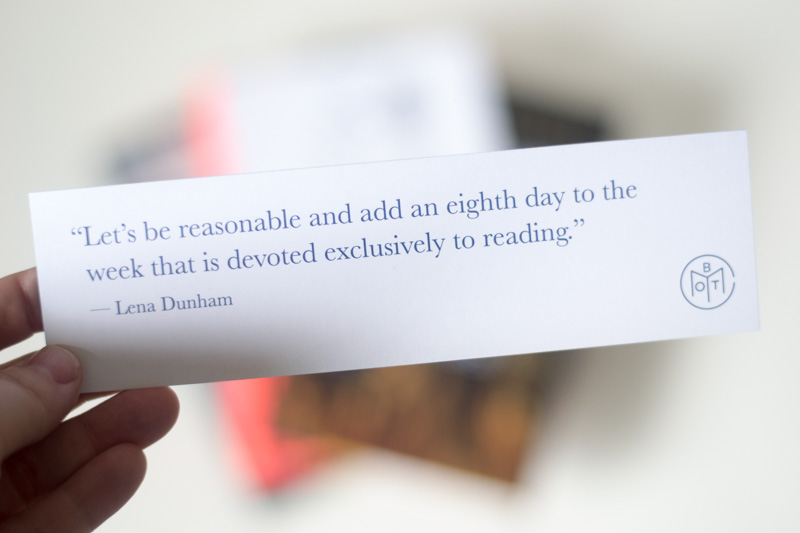 “Let’s be reasonable and add an eighth day to the
week that is devoted exclusively to reading.”
— Lena Dunham
B
O T M